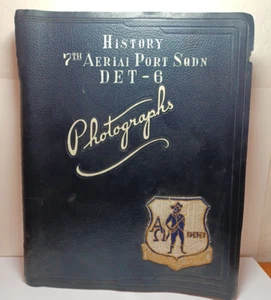 HISTORY
7TH AERIAL PORT SQDN
DET-6
Photographs
A
Ω